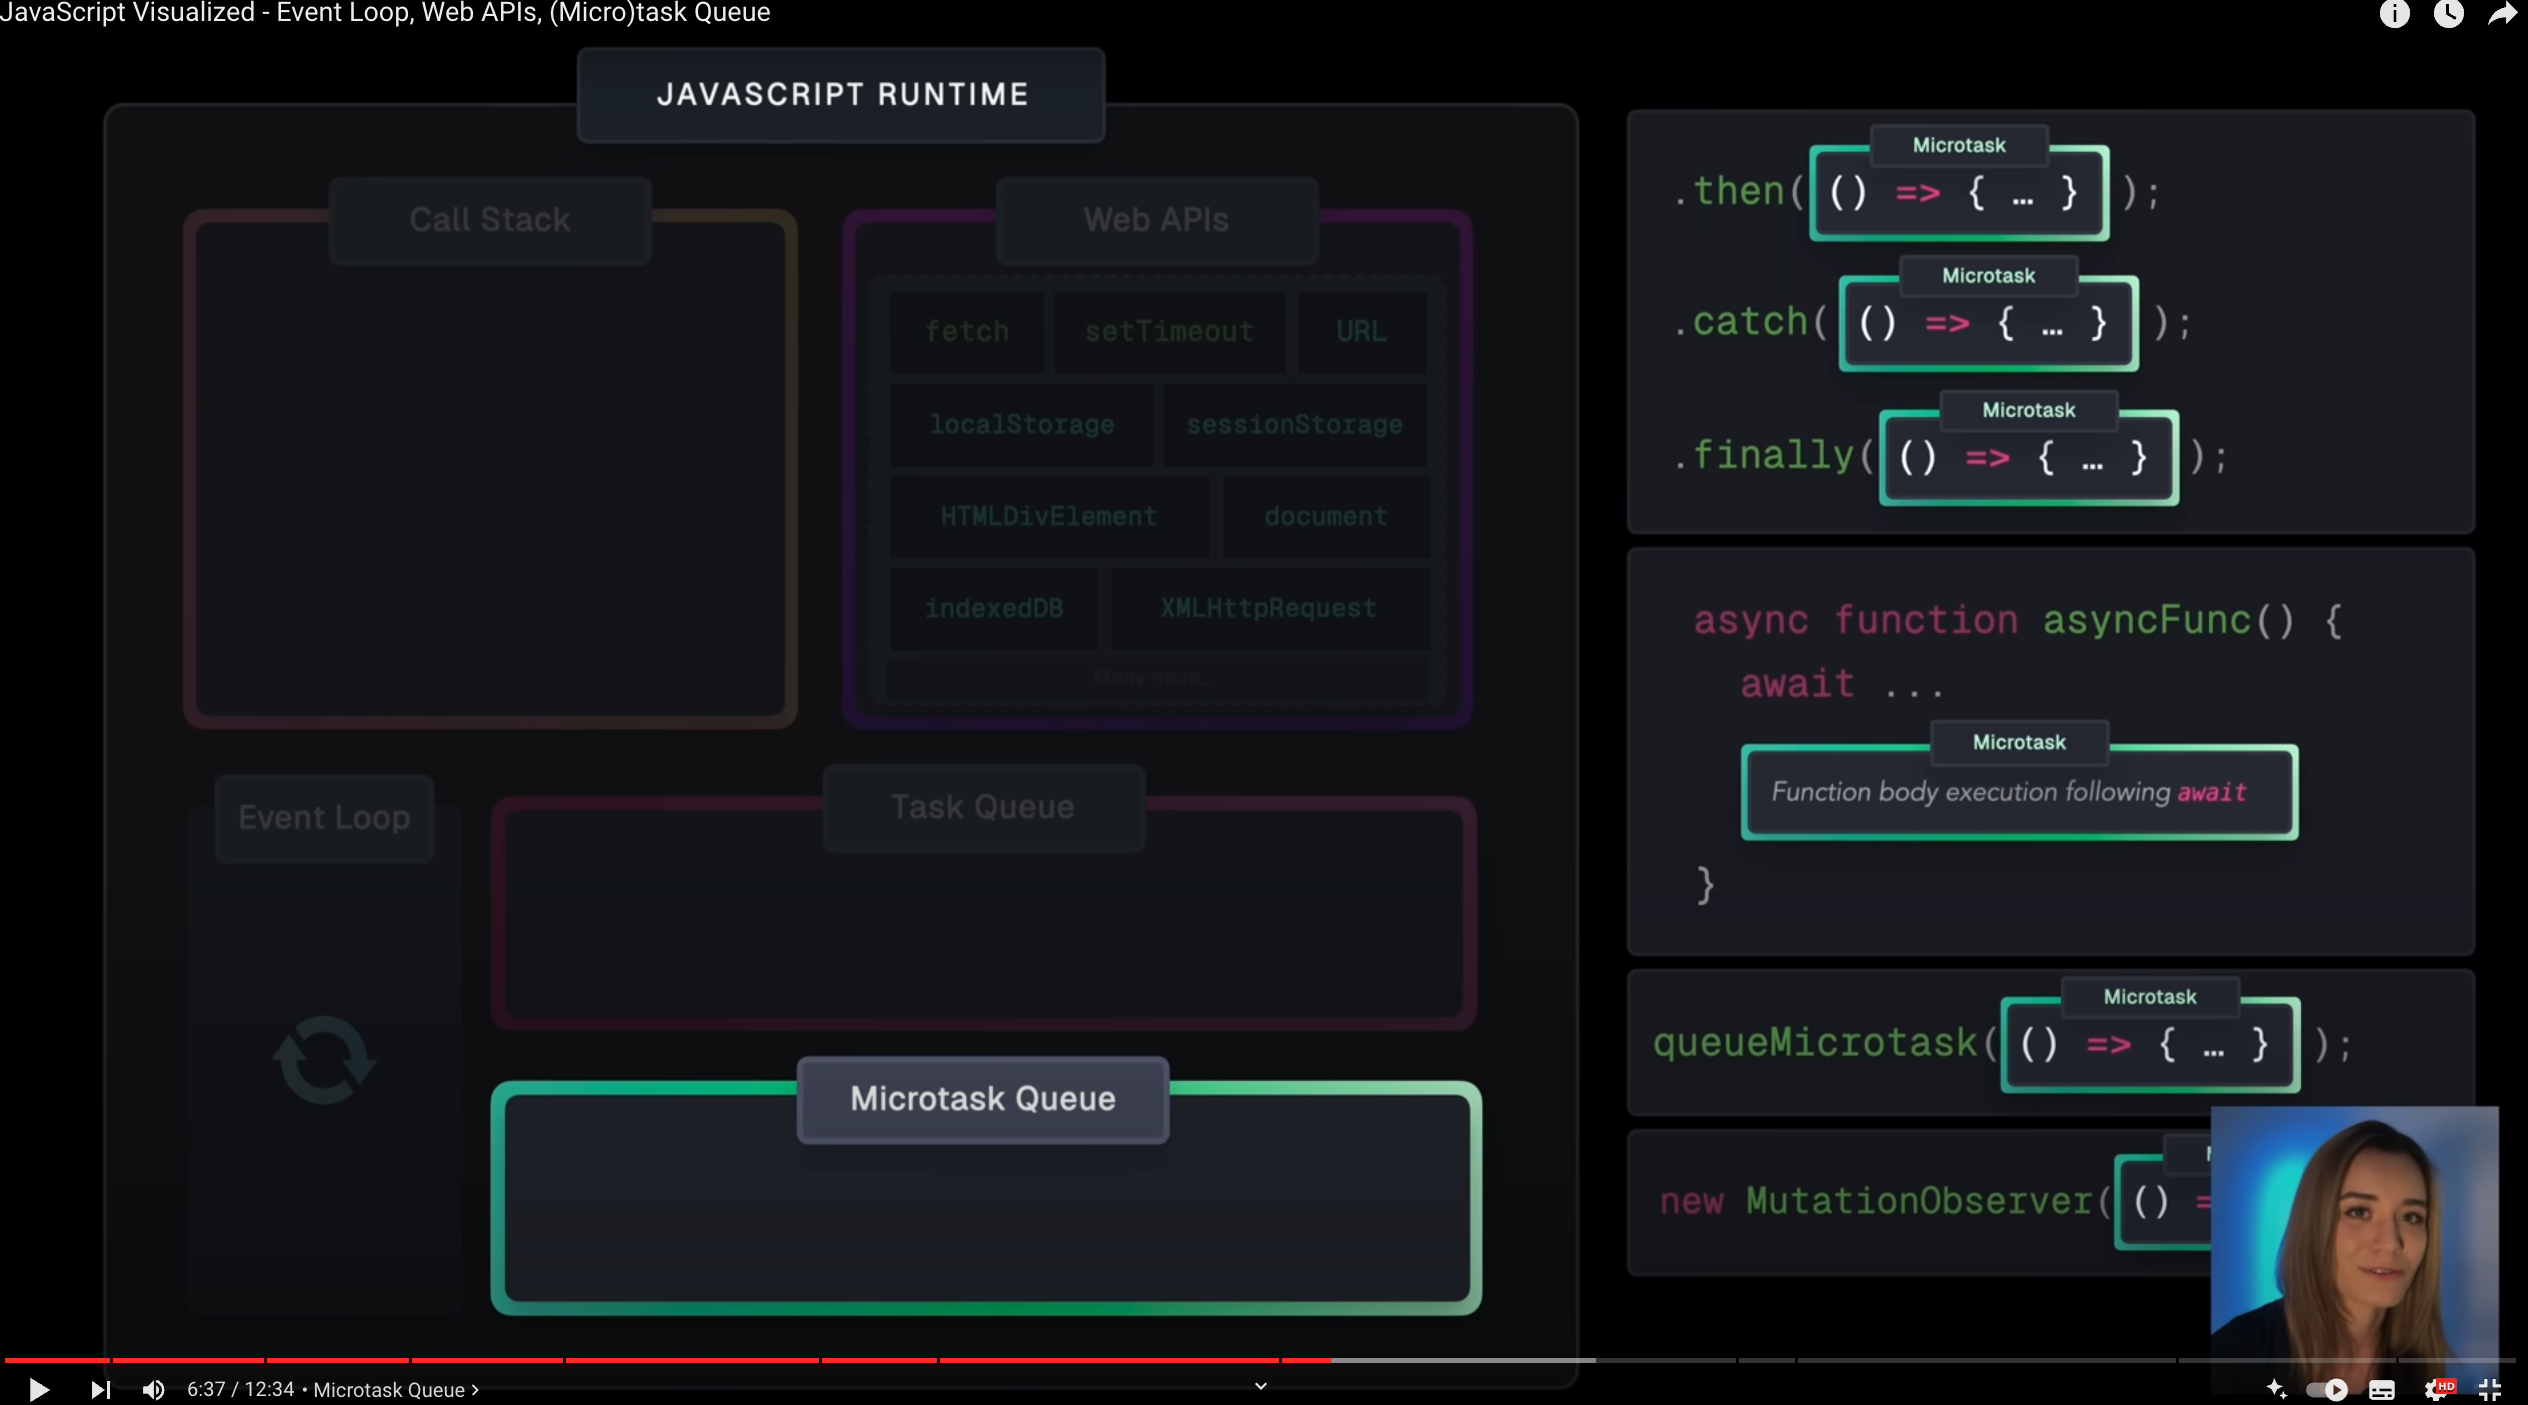 JavaScript Visualized - Event Loop, Web APIs, (Micro)task Queue
JAVASCRIPT RUNTIME
Call Stack
Web APIs
fetch
setTimeout
URL
localStorage
sessionStorage
HTMLDivElement
document
indexedDB
XMLHttpRequest
Many more..
Event Loop
Task Queue
Microtask Queue
Microtask
.then( () => { … } );
Microtask
.catch( () => { … } );
Microtask
.finally( () => { … } );
async function asyncFunc() {
await ...
Microtask
Function body execution following await
}
Microtask
queueMicrotask( () => { … } );
new MutationObserver( () =
6:37 / 12:34 • Microtask Queue ›
HD